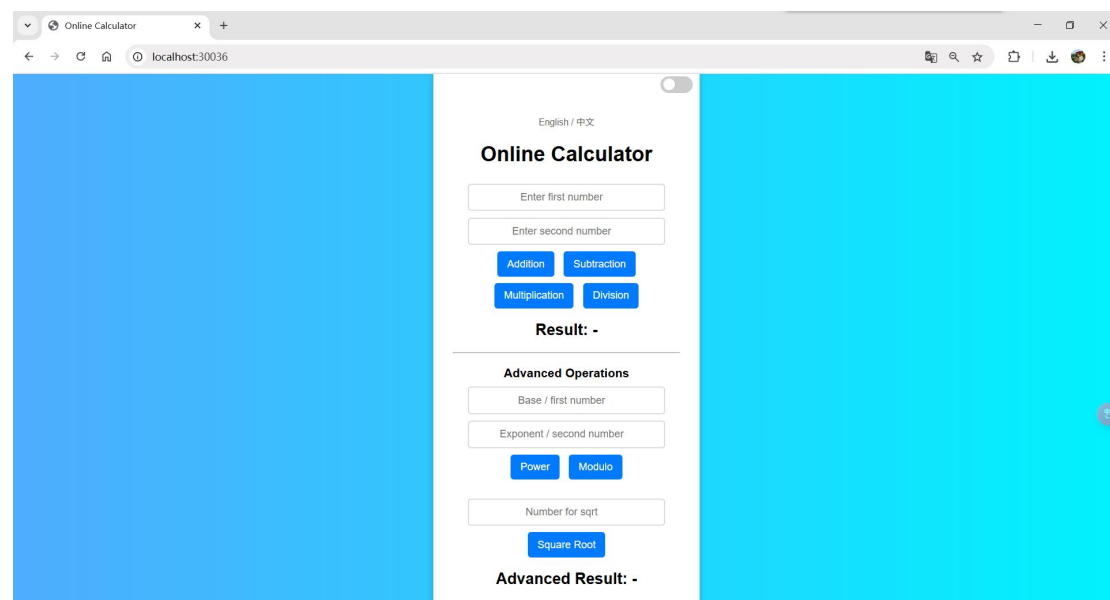 Online Calculator
localhost:30036
English / 中文
Online Calculator
Enter first number
Enter second number
Addition Subtraction
Multiplication Division
Result: -
Advanced Operations
Base / first number
Exponent / second number
Power Modulo
Number for sqrt
Square Root
Advanced Result: -